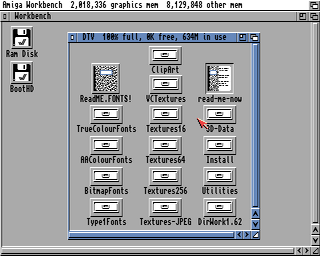 Amiga Workbench 2,018,336 graphics mem 8,129,848 other mem
Workbench
DTV 100% full, 0K free, 634M in use
Ram Disk
BootHD
ClipArt
ReadME.FONTS! VCTextures read-me-now
TrueColourFonts Textures16 3D-Data
AAColourFonts Textures64 Install
BitmapFonts Textures256 Utilities
Type1Fonts Textures-JPEG DirWork1.62